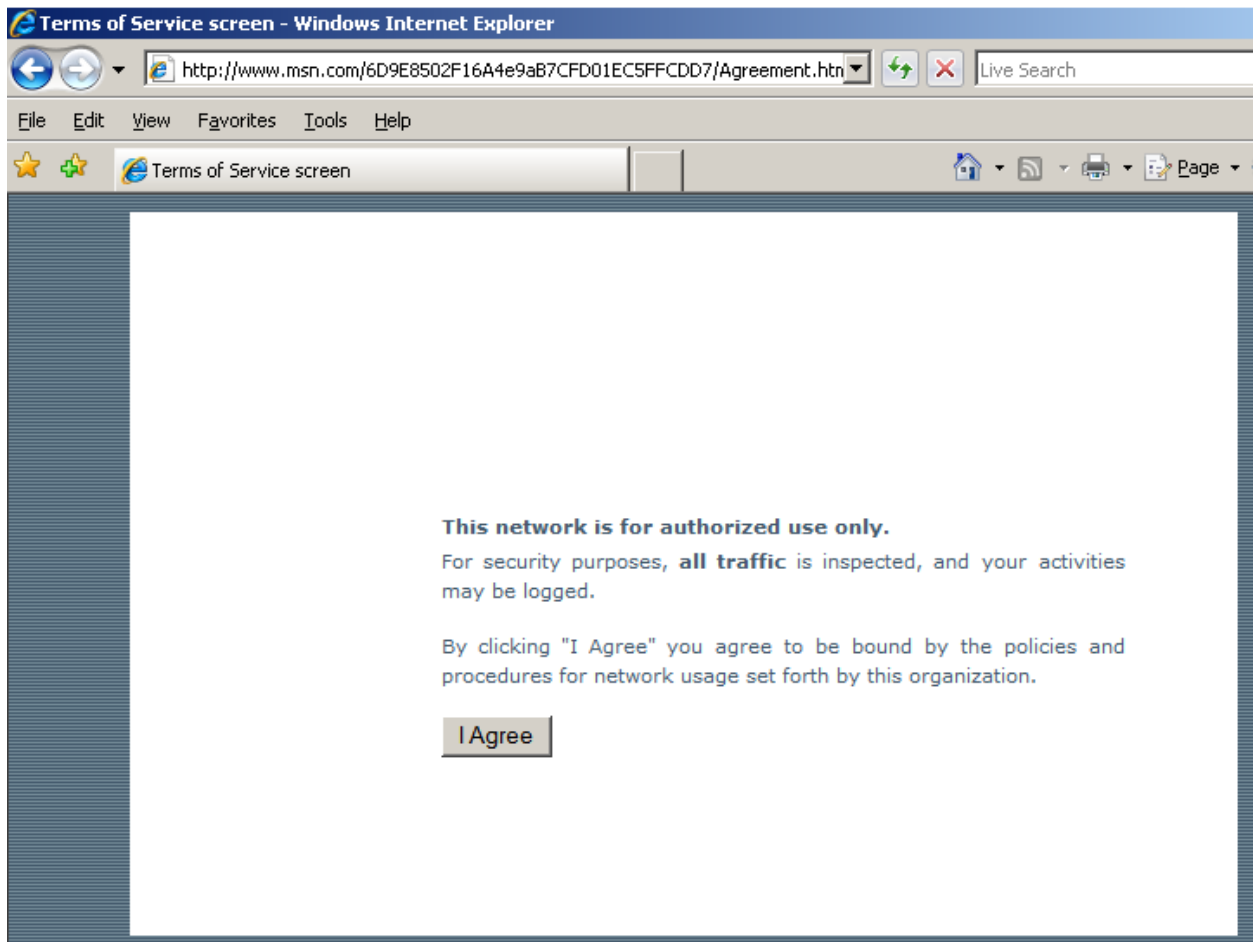 Terms of Service screen - Windows Internet Explorer
http://www.msn.com/6D9E8502F16A4e9aB7CFD01EC5FFCDD7/Agreement.htn
Live Search
File Edit View Favorites Tools Help
Terms of Service screen
Page
This network is for authorized use only.
For security purposes, all traffic is inspected, and your activities
may be logged.
By clicking "I Agree" you agree to be bound by the policies and
procedures for network usage set forth by this organization.
I Agree